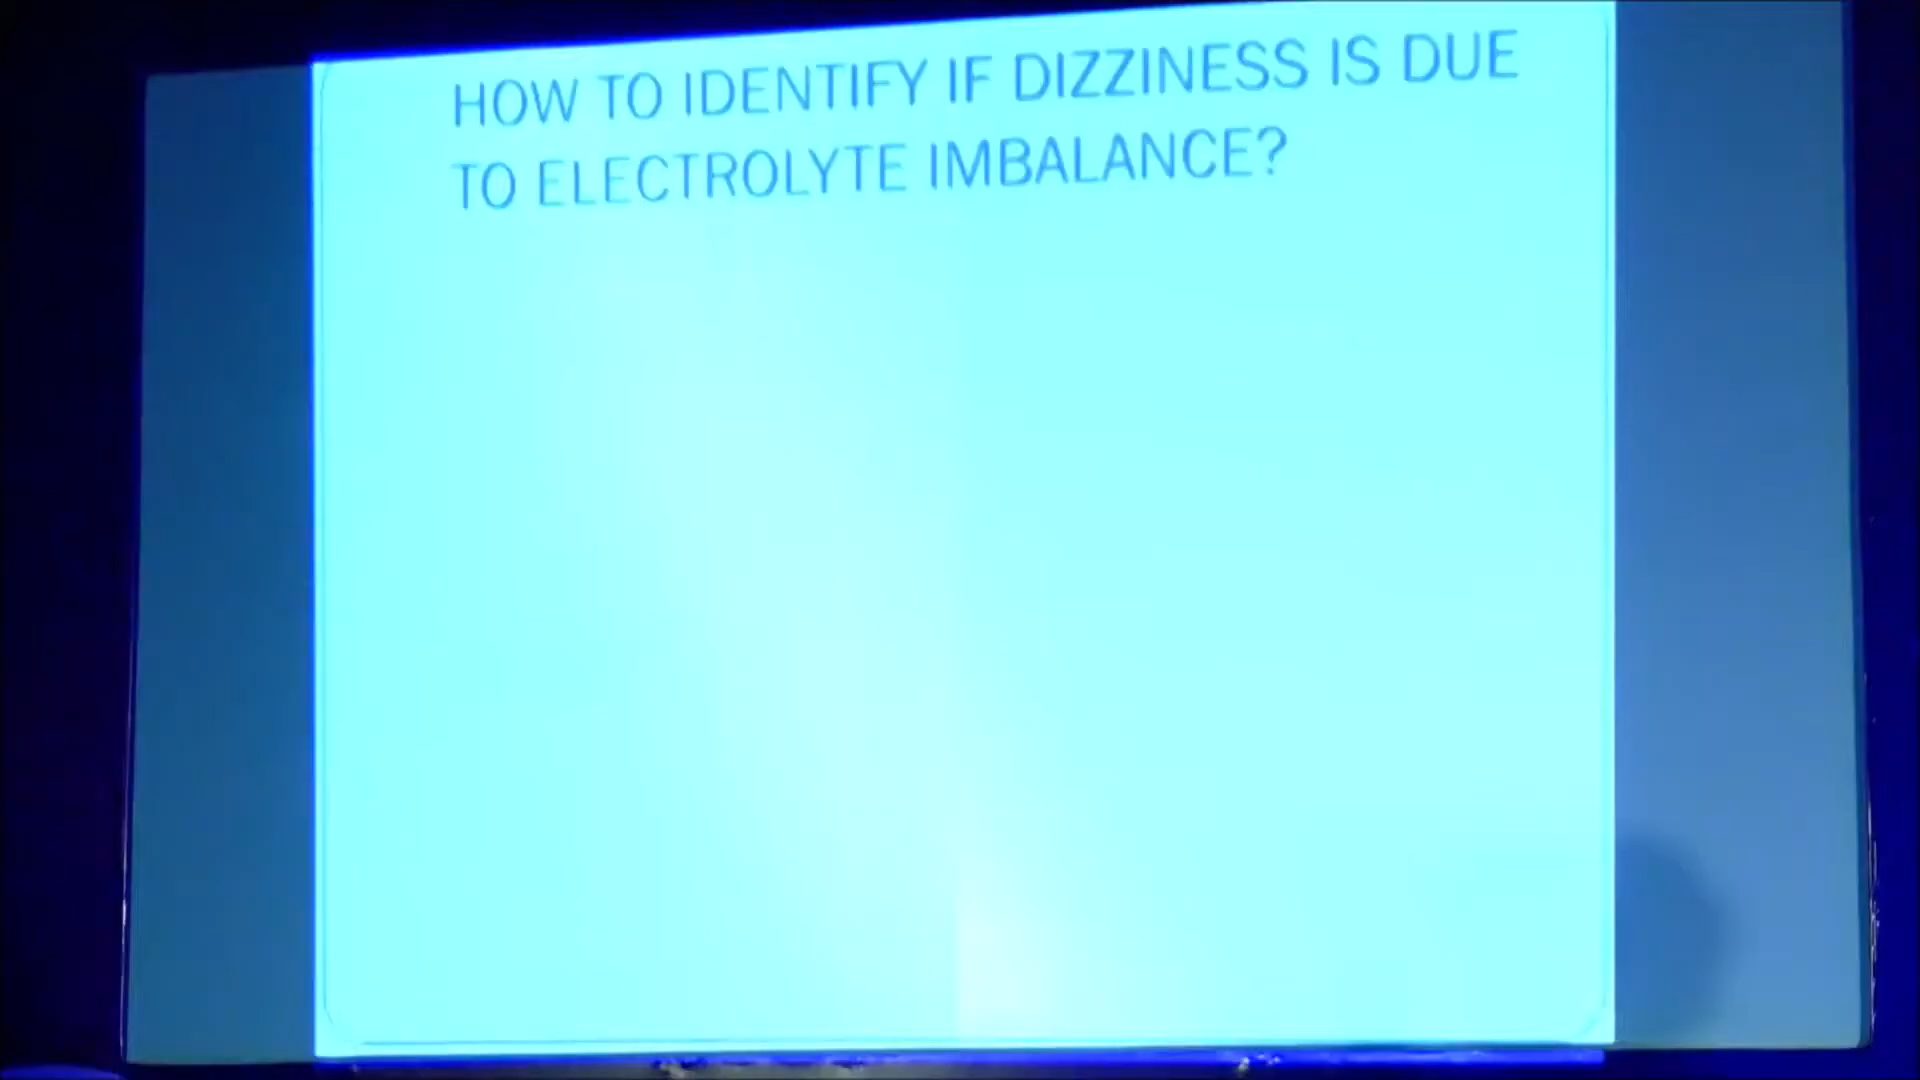 HOW TO IDENTIFY IF DIZZINESS IS DUE
TO ELECTROLYTE IMBALANCE?